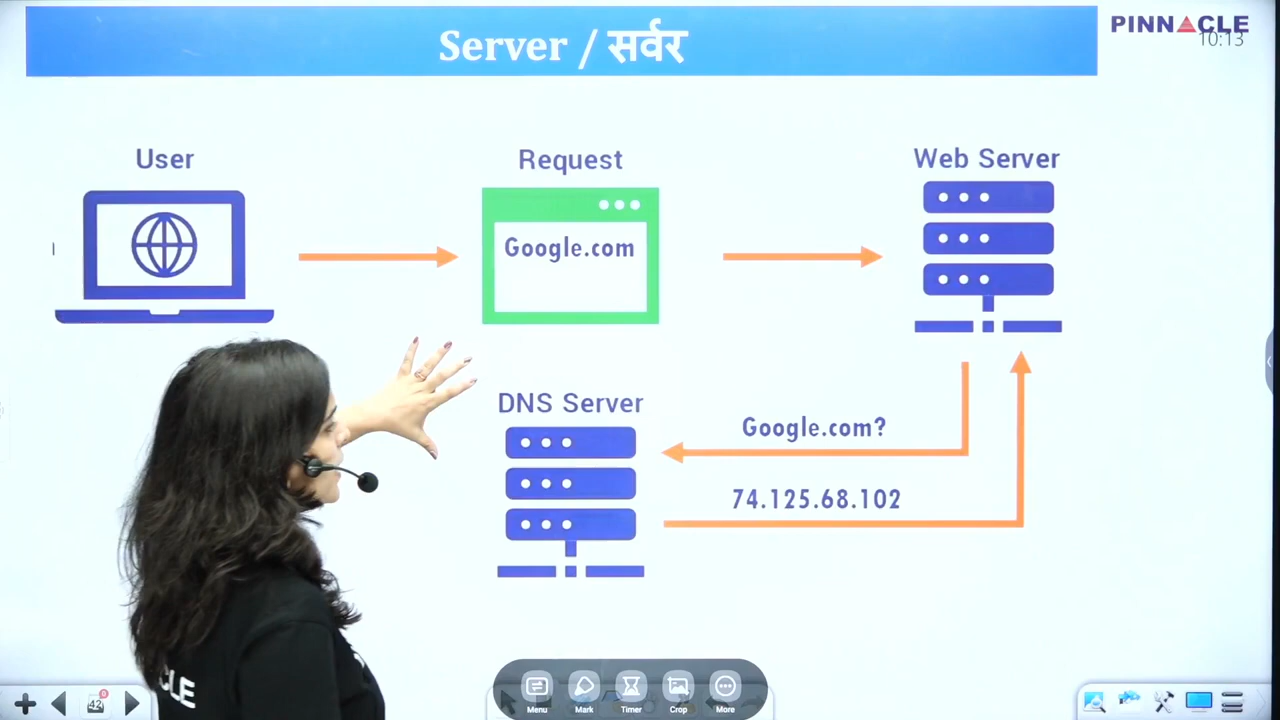 Server / सर्वर
PINNACLE
10:13
User
Request
Web Server
Google.com
DNS Server
Google.com?
74.125.68.102
CLE
Menu
Mark
Timer
Crop
More
42